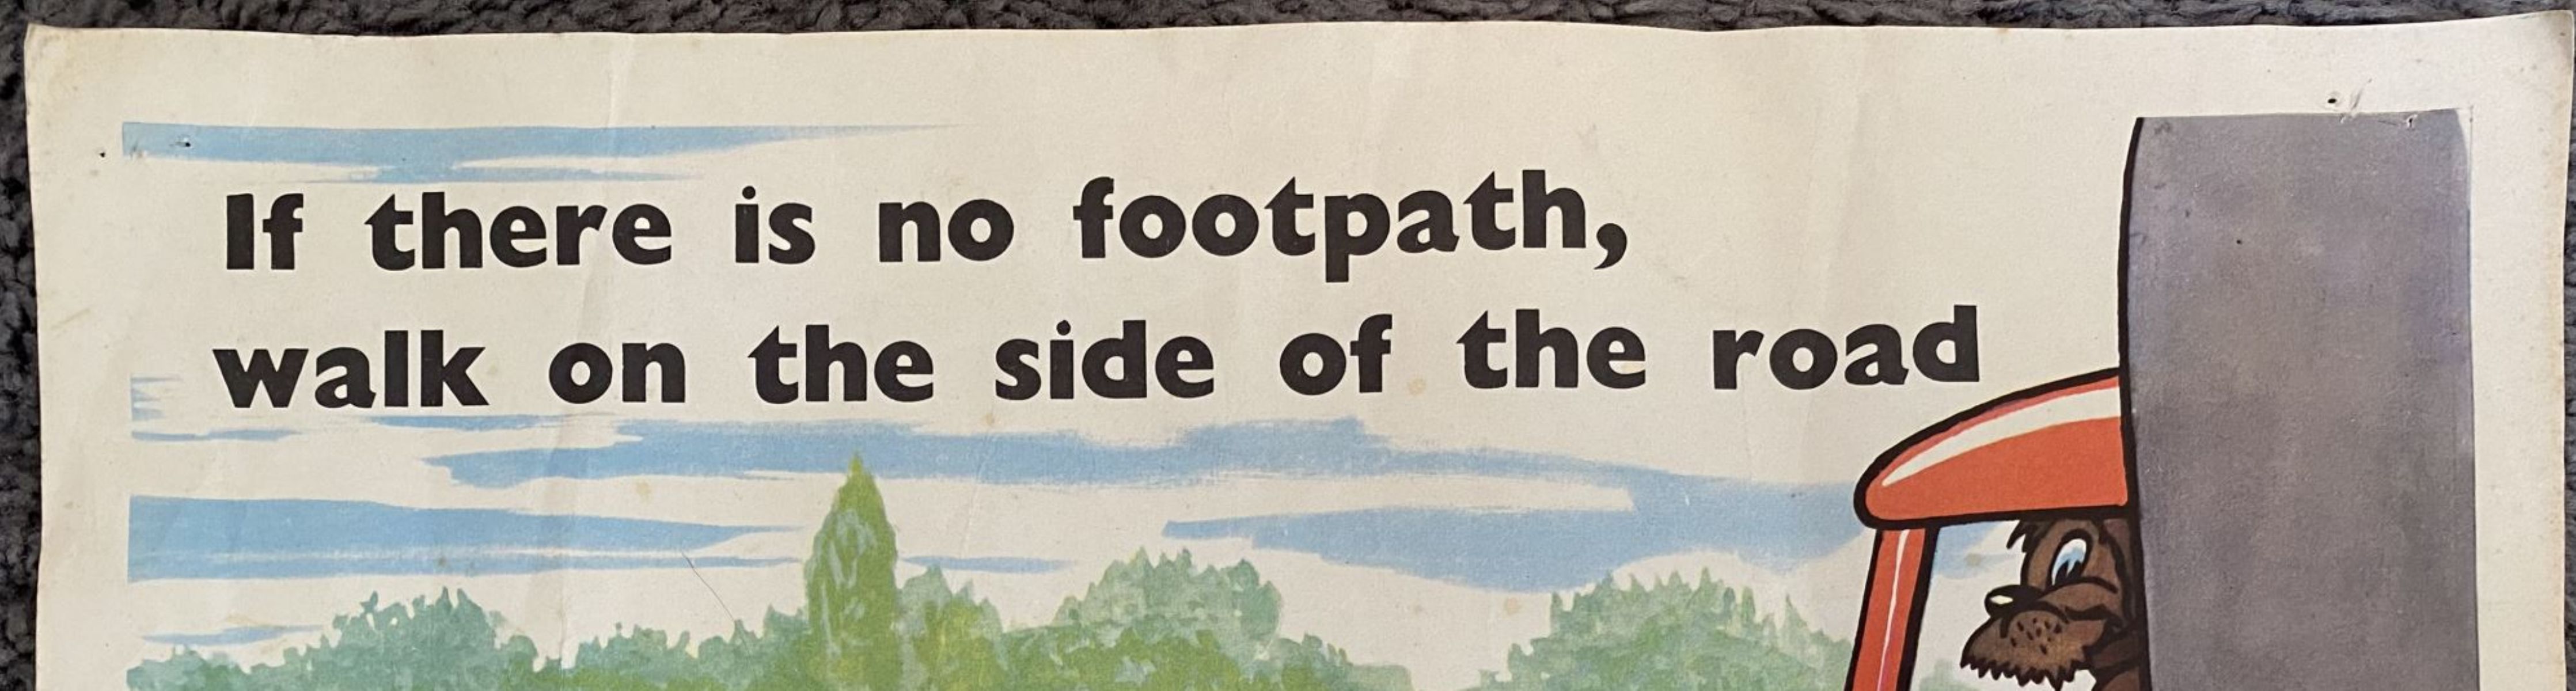 If there is no footpath,
walk on the side of the road